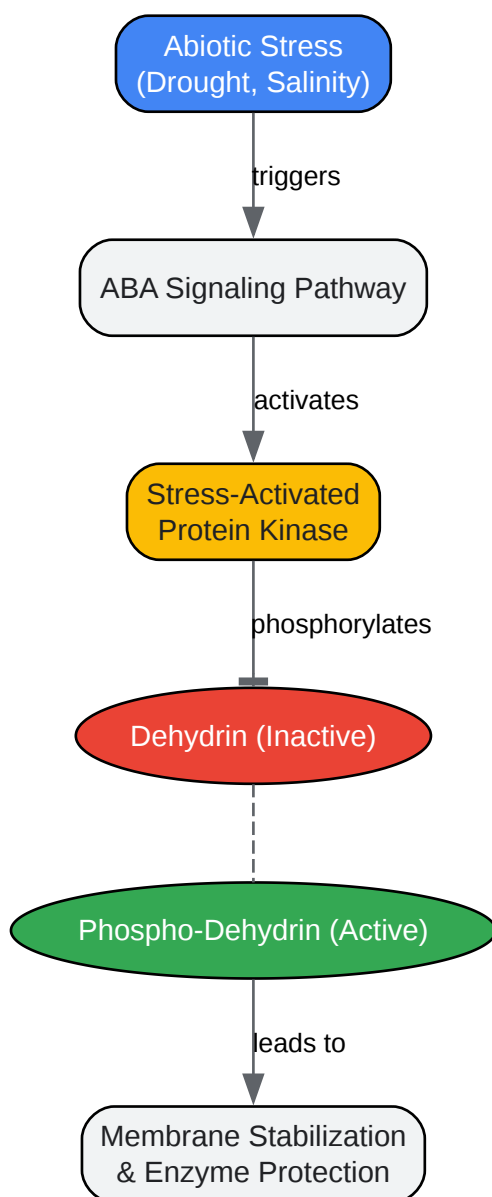 Abiotic Stress
(Drought, Salinity)
triggers
ABA Signaling Pathway
activates
Stress-Activated
Protein Kinase
phosphorylates
Dehydrin (Inactive)
Phospho-Dehydrin (Active)
leads to
Membrane Stabilization
& Enzyme Protection